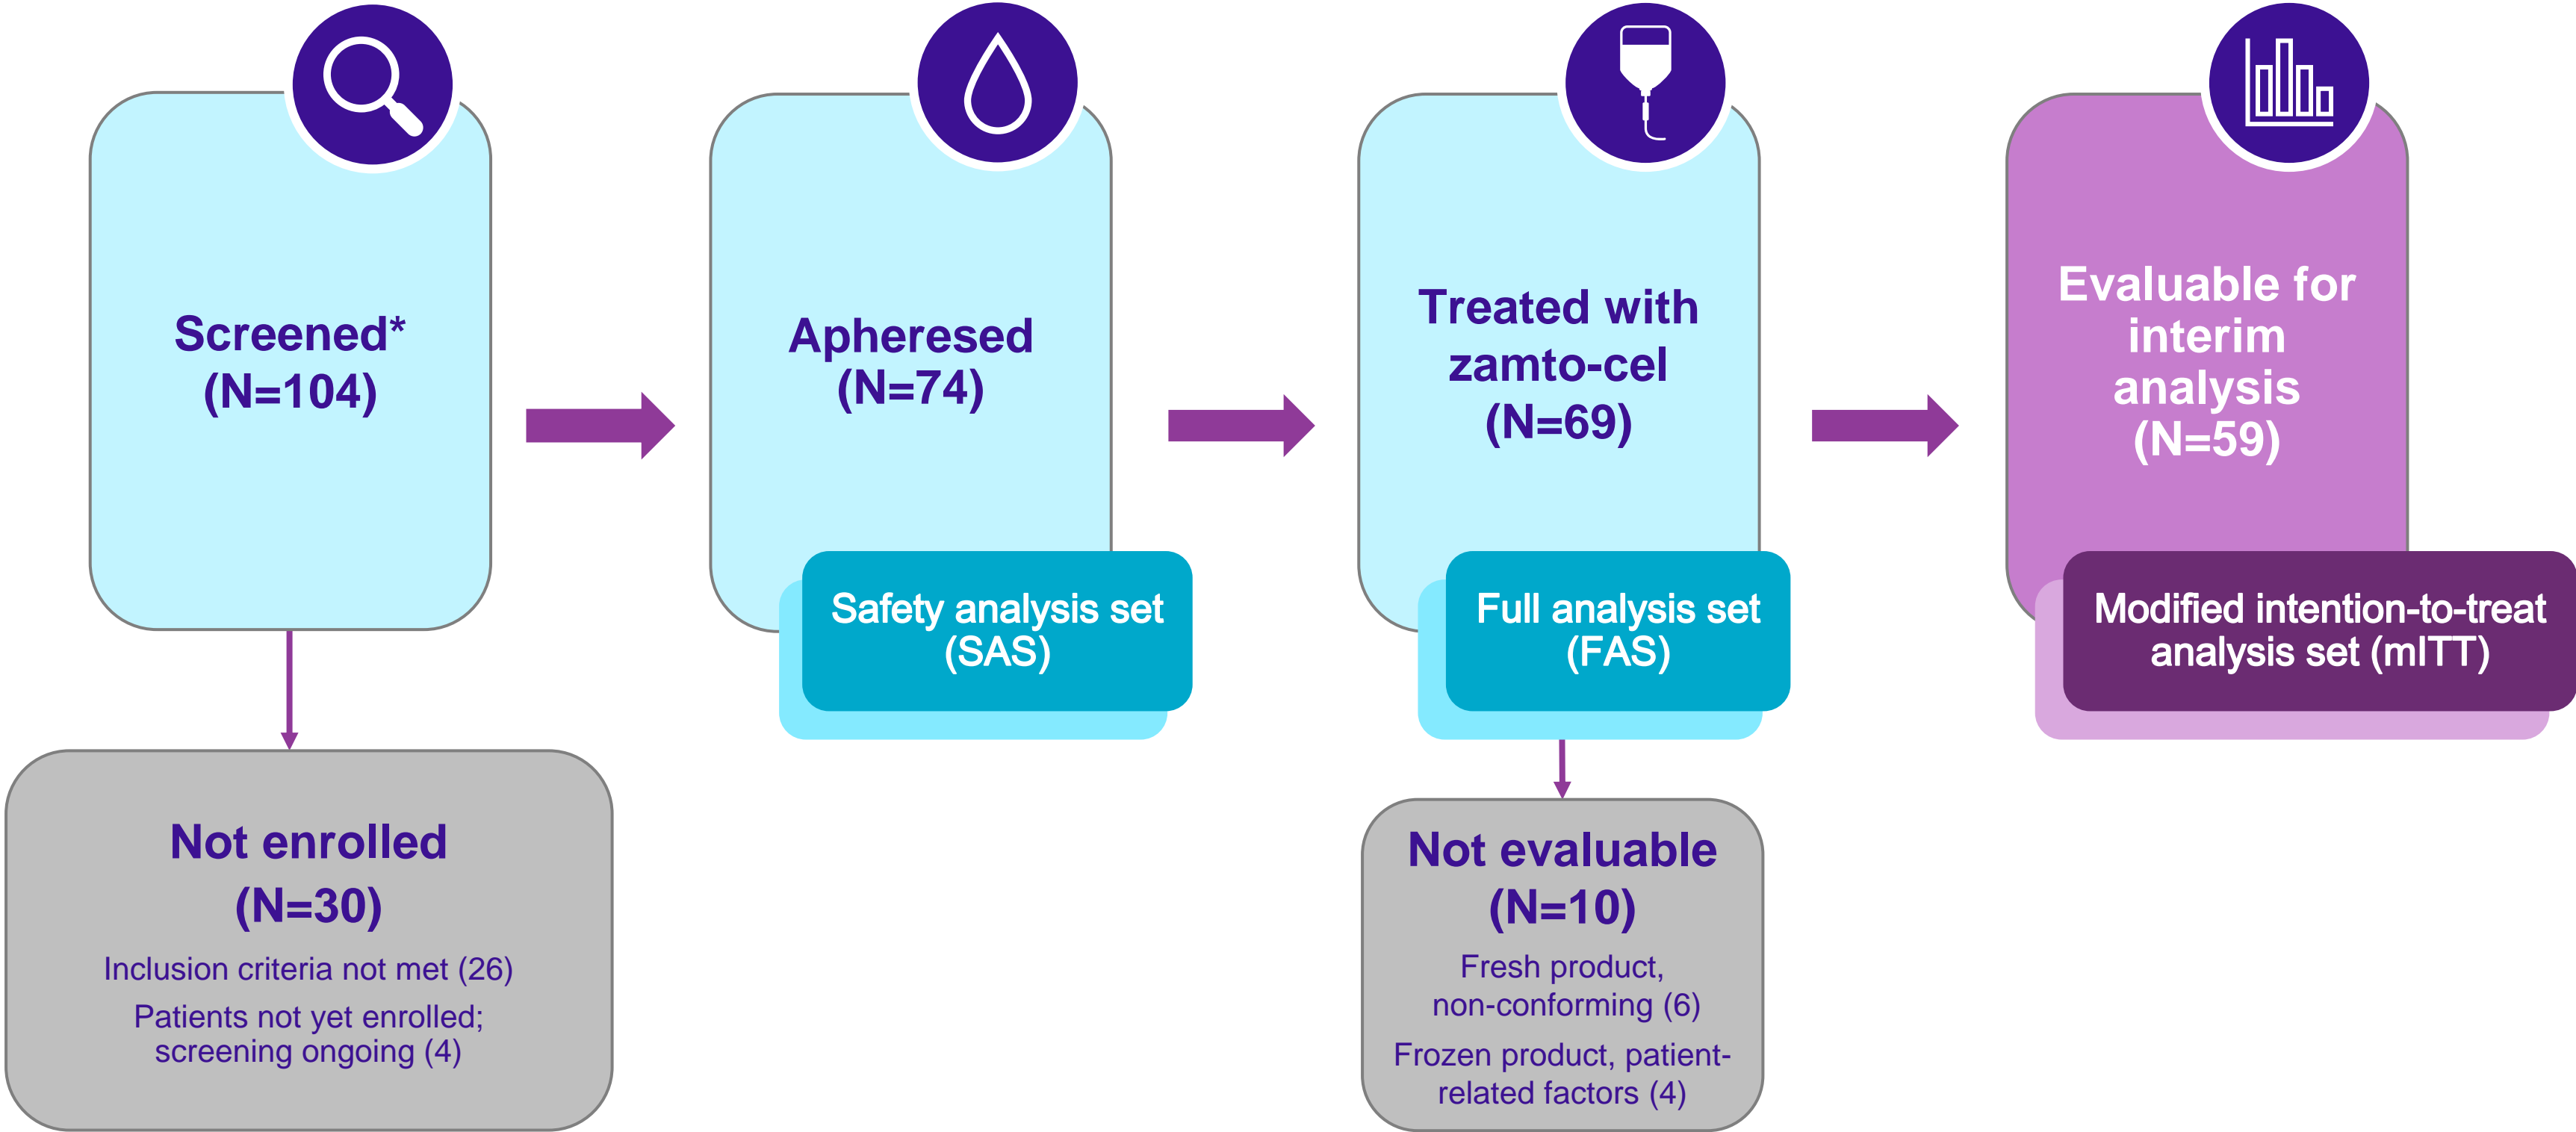 Screened*
(N=104)
Apheresed
(N=74)
Safety analysis set
(SAS)
Treated with
zamto-cel
(N=69)
Full analysis set
(FAS)
Evaluable for
interim
analysis
(N=59)
Modified intention-to-treat
analysis set (mITT)
Not enrolled
(N=30)
Inclusion criteria not met (26)
Patients not yet enrolled;
screening ongoing (4)
Not evaluable
(N=10)
Fresh product,
non-conforming (6)
Frozen product, patient-
related factors (4)